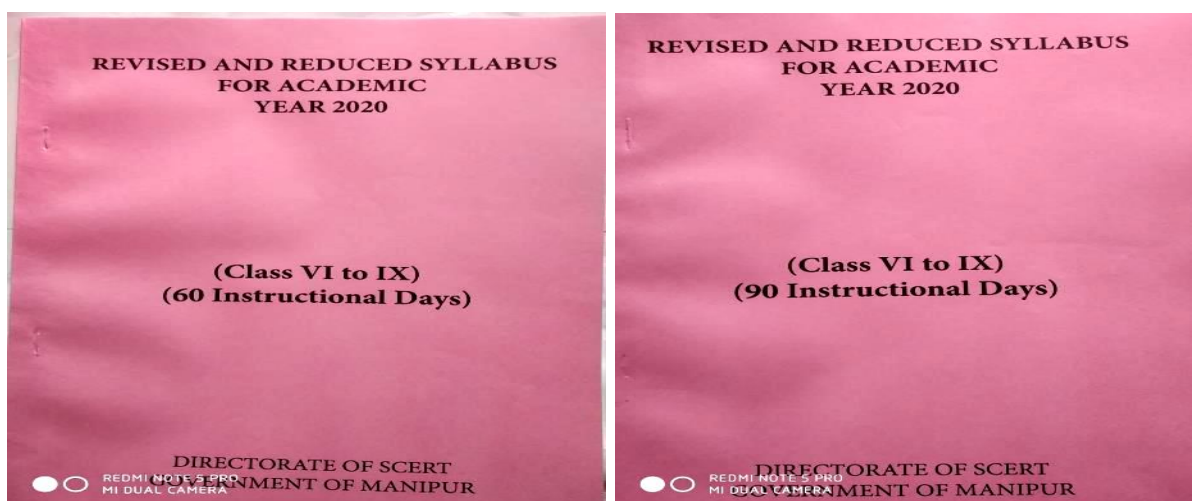 REVISED AND REDUCED SYLLABUS
FOR ACADEMIC
YEAR 2020
(Class VI to IX)
(60 Instructional Days)
DIRECTORATE OF SCERT
GOVERNMENT OF MANIPUR
REDMI NOTE 5 PRO
MI DUAL CAMERA
REVISED AND REDUCED SYLLABUS
FOR ACADEMIC
YEAR 2020
(Class VI to IX)
(90 Instructional Days)
DIRECTORATE OF SCERT
GOVERNMENT OF MANIPUR
REDMI NOTE 5 PRO
MI DUAL CAMERA